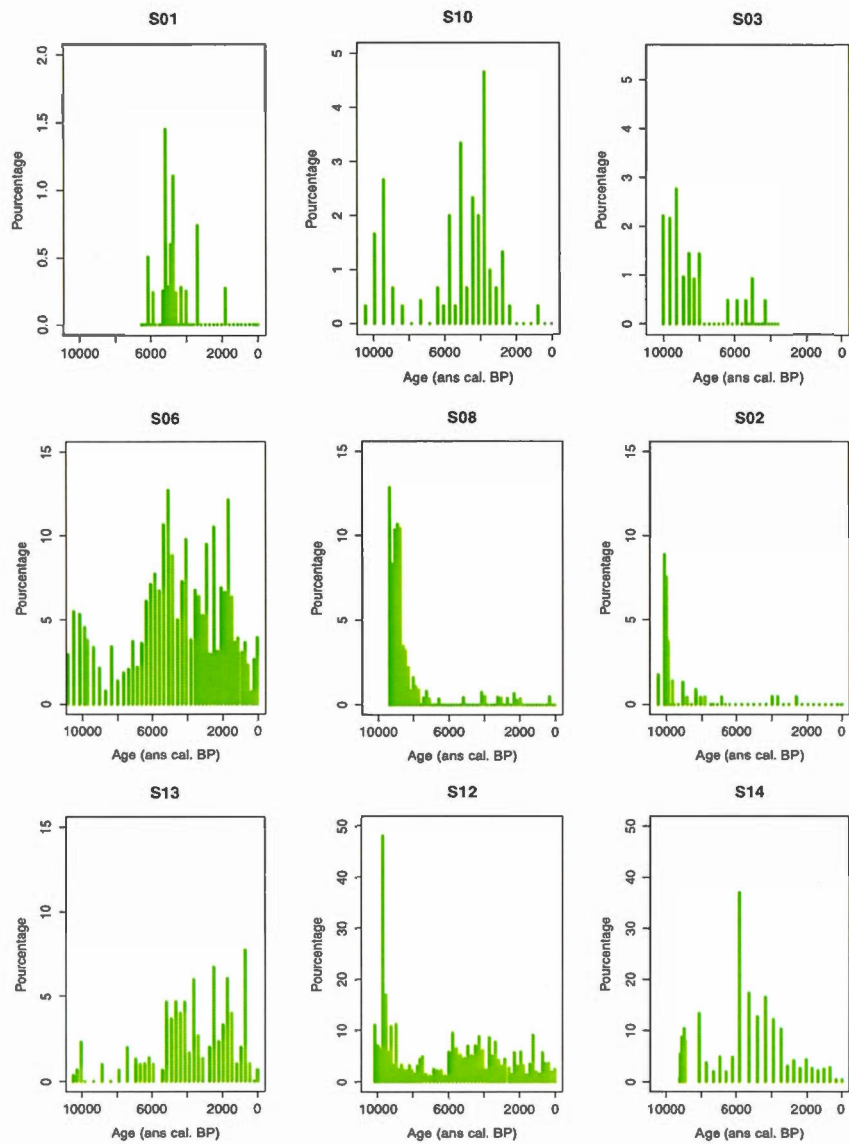 S01
S10
S03
Pourcentage
0.0 0.5 1.0 1.5 2.0
10000 6000 2000 0
Age (ans cal. BP)
Pourcentage
0 1 2 3 4 5
10000 6000 2000 0
Age (ans cal. BP)
Pourcentage
0 1 2 3 4 5
10000 6000 2000 0
Age (ans cal. BP)
S06
S08
S02
Pourcentage
0 5 10 15
10000 6000 2000 0
Age (ans cal. BP)
Pourcentage
0 5 10 15
10000 6000 2000 0
Age (ans cal. BP)
Pourcentage
0 5 10 15
10000 6000 2000 0
Age (ans cal. BP)
S13
S12
S14
Pourcentage
0 5 10 15
10000 6000 2000 0
Age (ans cal. BP)
Pourcentage
0 10 20 30 40 50
10000 6000 2000 0
Age (ans cal. BP)
Pourcentage
0 10 20 30 40 50
10000 6000 2000 0
Age (ans cal. BP)